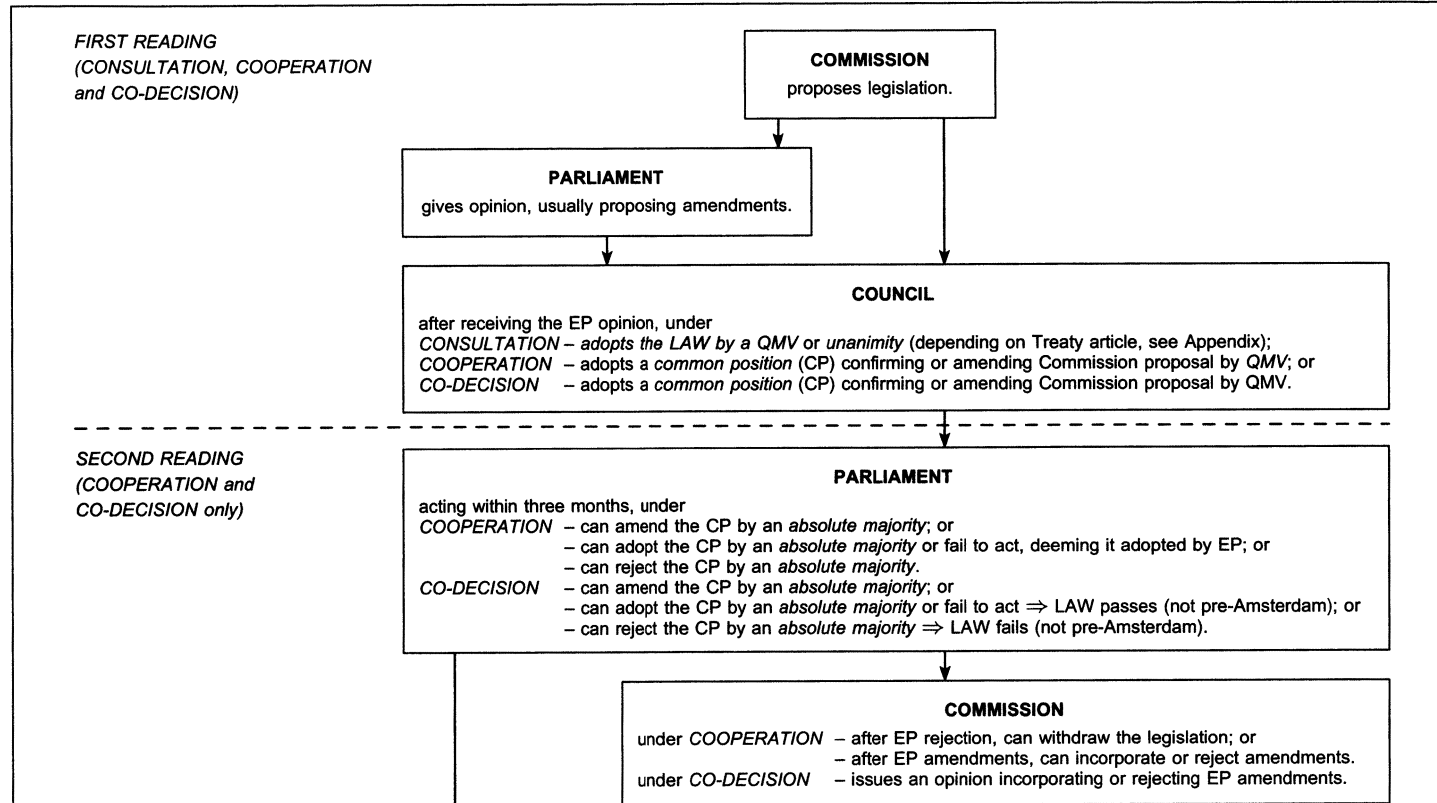 FIRST READING
(CONSULTATION, COOPERATION
and CO-DECISION)
COMMISSION
proposes legislation.
PARLIAMENT
gives opinion, usually proposing amendments.
COUNCIL
after receiving the EP opinion, under
CONSULTATION – adopts the LAW by a QMV or unanimity (depending on Treaty article, see Appendix);
COOPERATION – adopts a common position (CP) confirming or amending Commission proposal by QMV; or
CO-DECISION – adopts a common position (CP) confirming or amending Commission proposal by QMV.
SECOND READING
(COOPERATION and
CO-DECISION only)
PARLIAMENT
acting within three months, under
COOPERATION – can amend the CP by an absolute majority; or
– can adopt the CP by an absolute majority or fail to act, deeming it adopted by EP; or
– can reject the CP by an absolute majority.
CO-DECISION – can amend the CP by an absolute majority; or
– can adopt the CP by an absolute majority or fail to act ⇒ LAW passes (not pre-Amsterdam); or
– can reject the CP by an absolute majority ⇒ LAW fails (not pre-Amsterdam).
COMMISSION
under COOPERATION – after EP rejection, can withdraw the legislation; or
– after EP amendments, can incorporate or reject amendments.
under CO-DECISION – issues an opinion incorporating or rejecting EP amendments.